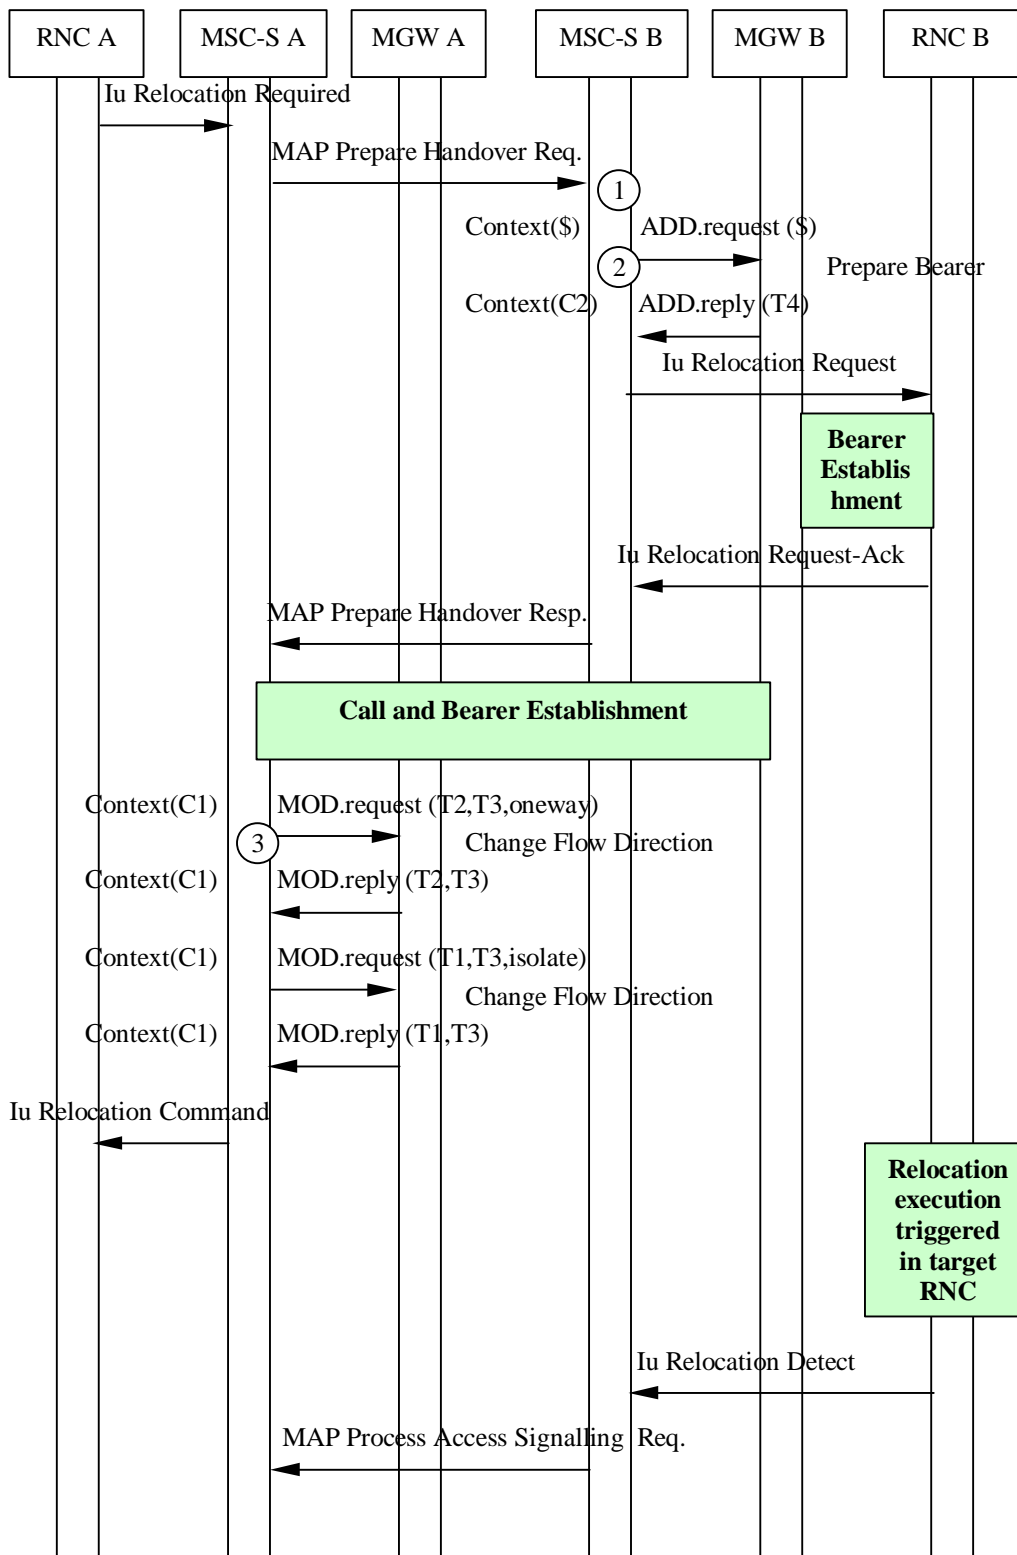 RNC A
MSC-S A
MGW A
MSC-S B
MGW B
RNC B
Iu Relocation Required
MAP Prepare Handover Req.
1
Context($)
ADD.request ($)
2
Prepare Bearer
Context(C2)
ADD.reply (T4)
Iu Relocation Request
Bearer
Establis
hment
Iu Relocation Request-Ack
MAP Prepare Handover Resp.
Call and Bearer Establishment
Context(C1)
MOD.request (T2,T3,oneway)
3
Change Flow Direction
Context(C1)
MOD.reply (T2,T3)
Context(C1)
MOD.request (T1,T3,isolate)
Change Flow Direction
Context(C1)
MOD.reply (T1,T3)
Iu Relocation Command
Relocation
execution
triggered
in target
RNC
Iu Relocation Detect
MAP Process Access Signalling Req.